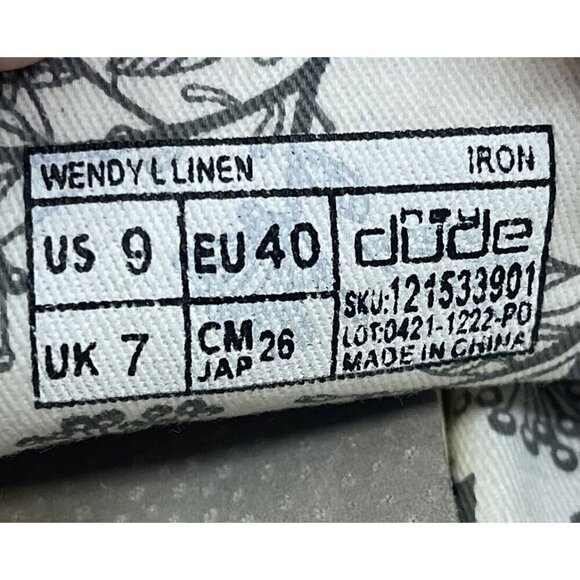 WENDY L LINEN IRON
US 9 EU 40 hey dude
SKU:121533901
LOT:0421-1222-PO
UK 7 CM JAP 26 MADE IN CHINA